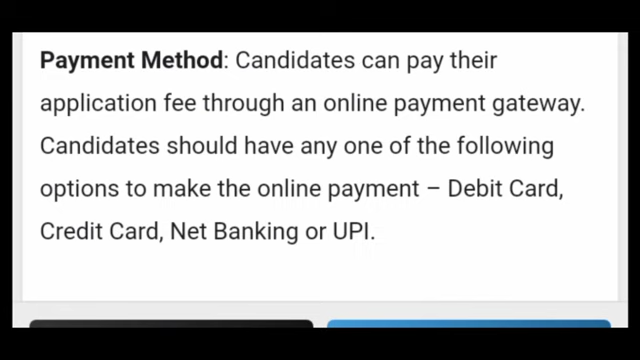 Payment Method: Candidates can pay their
application fee through an online payment gateway.
Candidates should have any one of the following
options to make the online payment – Debit Card,
Credit Card, Net Banking or UPI.